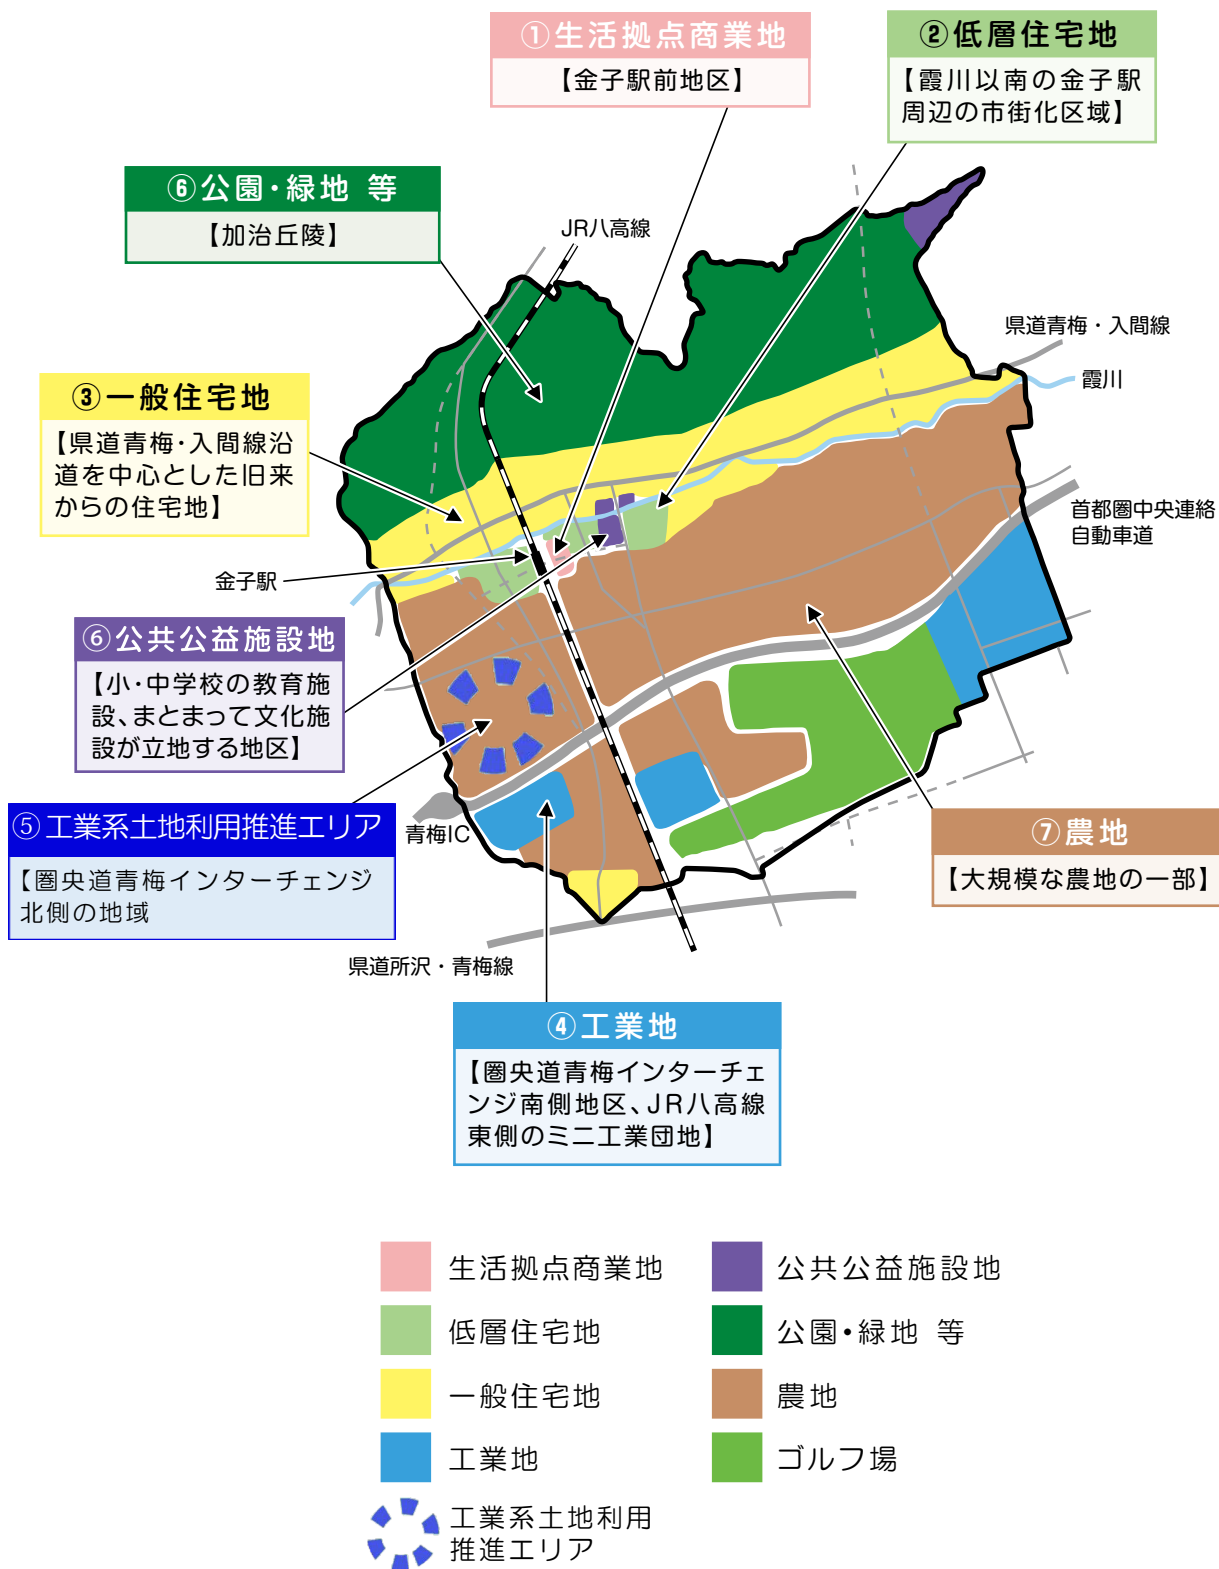 ①生活拠点商業地
【金子駅前地区】
②低層住宅地
【霞川以南の金子駅
周辺の市街化区域】
⑥公園・緑地 等
【加治丘陵】
JR八高線
県道青梅・入間線
霞川
③一般住宅地
【県道青梅・入間線沿
道を中心とした旧来
からの住宅地】
首都圏中央連絡
自動車道
金子駅
⑥公共公益施設地
【小・中学校の教育施
設、まとまって文化施
設が立地する地区】
⑤工業系土地利用推進エリア
【圏央道青梅インターチェンジ
北側の地域
青梅IC
⑦農地
【大規模な農地の一部】
県道所沢・青梅線
④工業地
【圏央道青梅インターチェ
ンジ南側地区、JR八高線
東側のミニ工業団地】
生活拠点商業地
公共公益施設地
低層住宅地
公園・緑地 等
一般住宅地
農地
工業地
ゴルフ場
工業系土地利用
推進エリア